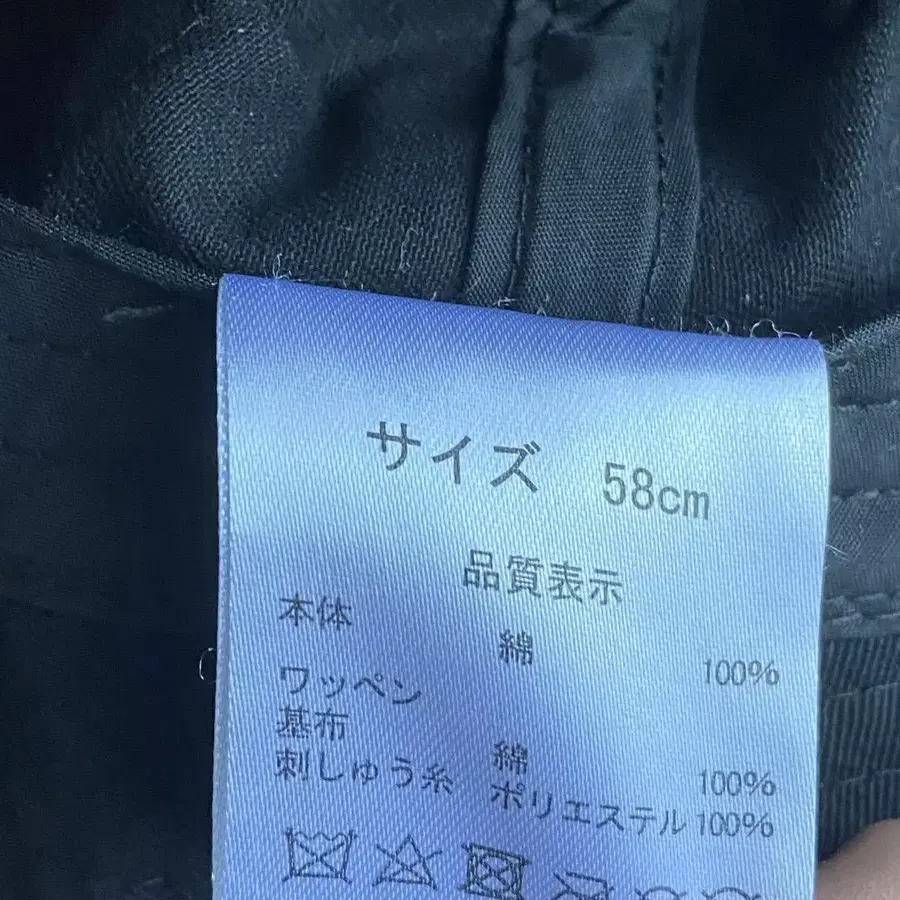 サイズ 58cm
品質表示
本体 綿 100%
ワッペン
基布 綿 100%
刺しゅう糸 ポリエステル 100%